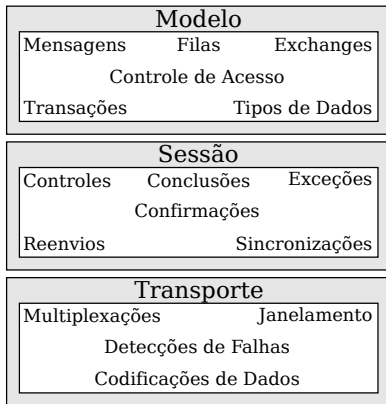 Modelo
Mensagens Filas Exchanges
Controle de Acesso
Transações Tipos de Dados
Sessão
Controles Conclusões Exceções
Confirmações
Reenvios Sincronizações
Transporte
Multiplexações Janelamento
Detecções de Falhas
Codificações de Dados